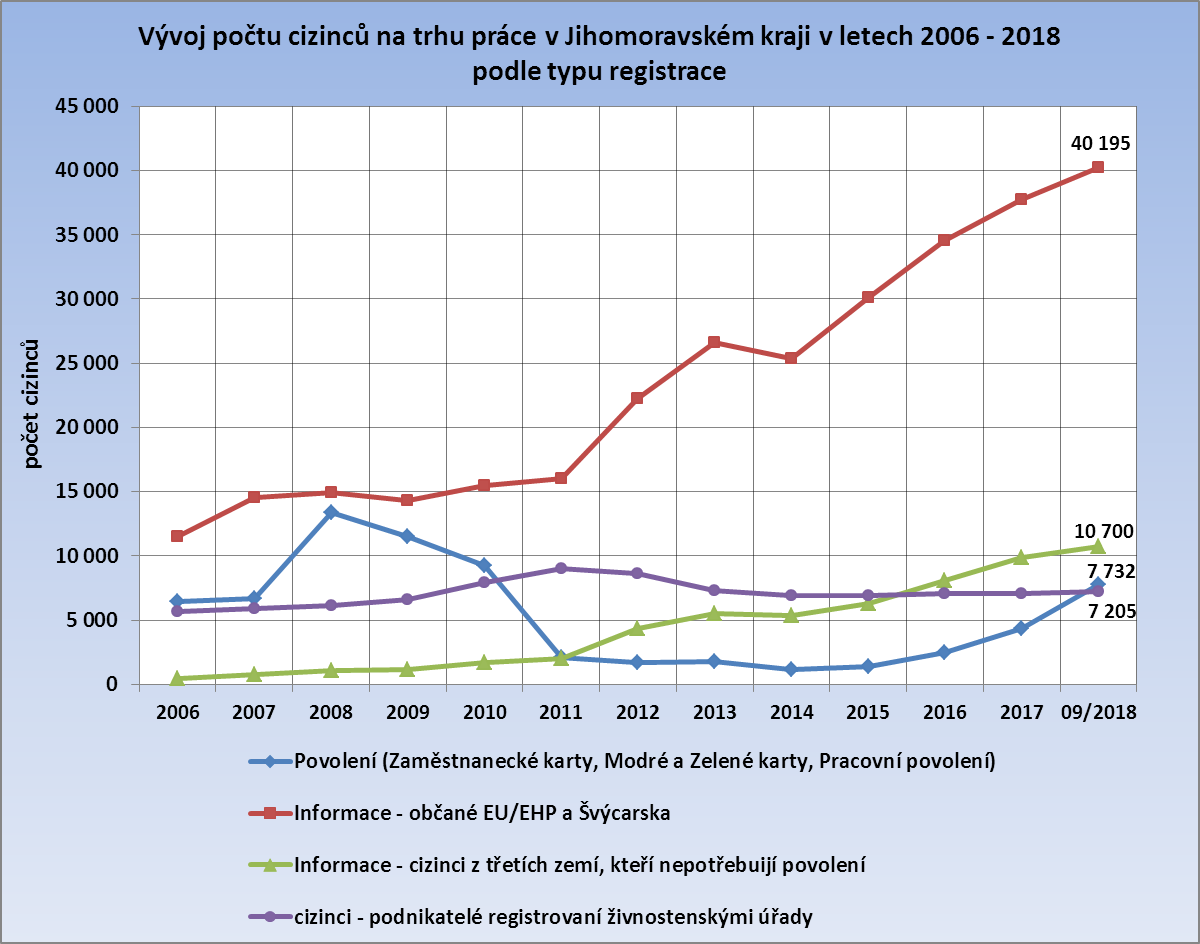 Vývoj počtu cizinců na trhu práce v Jihomoravském kraji v letech 2006 - 2018
podle typu registrace
počet cizinců
45 000
40 000
35 000
30 000
25 000
20 000
15 000
10 000
5 000
0
40 195
10 700
7 732
7 205
2006 2007 2008 2009 2010 2011 2012 2013 2014 2015 2016 2017 09/2018
Povolení (Zaměstnanecké karty, Modré a Zelené karty, Pracovní povolení)
Informace - občané EU/EHP a Švýcarska
Informace - cizinci z třetích zemí, kteří nepotřebuijí povolení
cizinci - podnikatelé registrovaní živnostenskými úřady